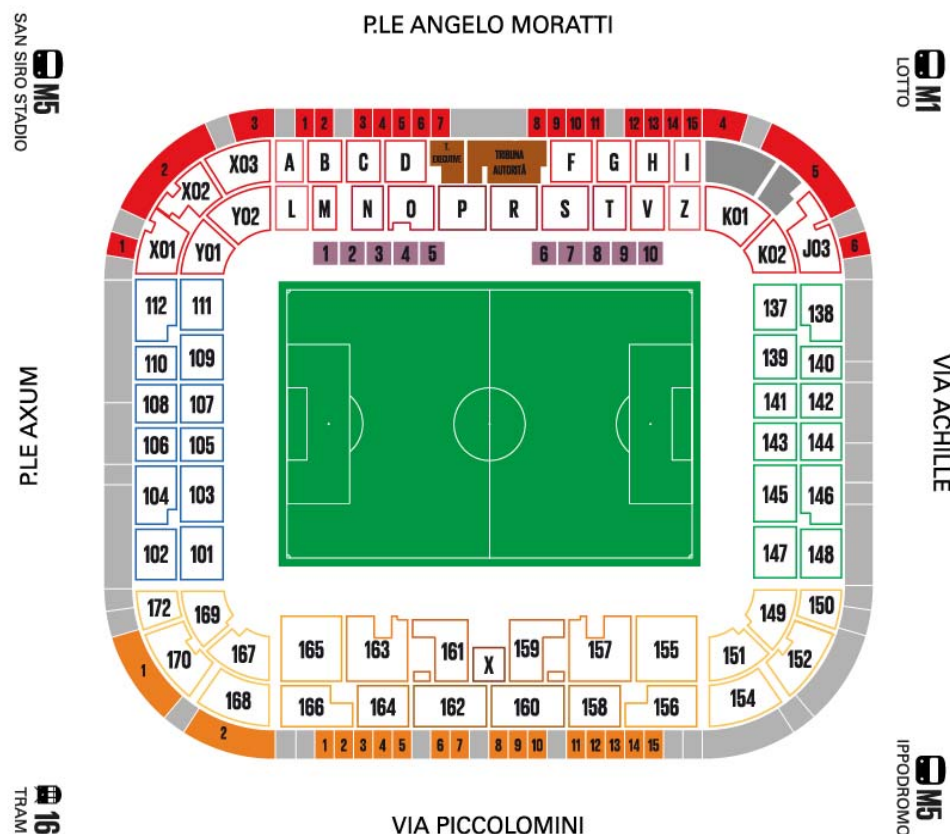 P.LE ANGELO MORATTI
SAN SIRO STADIO
M5
M1
LOTTO
3 1 2 3 4 5 6 7 8 9 10 11 12 13 14 15 4
2 5
X03 A B C D T. EXECUTIVE TRIBUNA AUTORITÀ F G H I
X02
Y02 L M N O P R S T V Z K01
1 X01 Y01 K02 J03 6
1 2 3 4 5 6 7 8 9 10
112 111 137 138
110 109 139 140
108 107 141 142
106 105 143 144
104 103 145 146
102 101 147 148
P.LE AXUM
VIA ACHILLE
172 169 149 150
170 167 165 163 161 X 159 157 155 151 152
1
168 166 164 162 160 158 156 154
2 1 2 3 4 5 6 7 8 9 10 11 12 13 14 15
16
TRAM
M5
IPPODROMO
VIA PICCOLOMINI